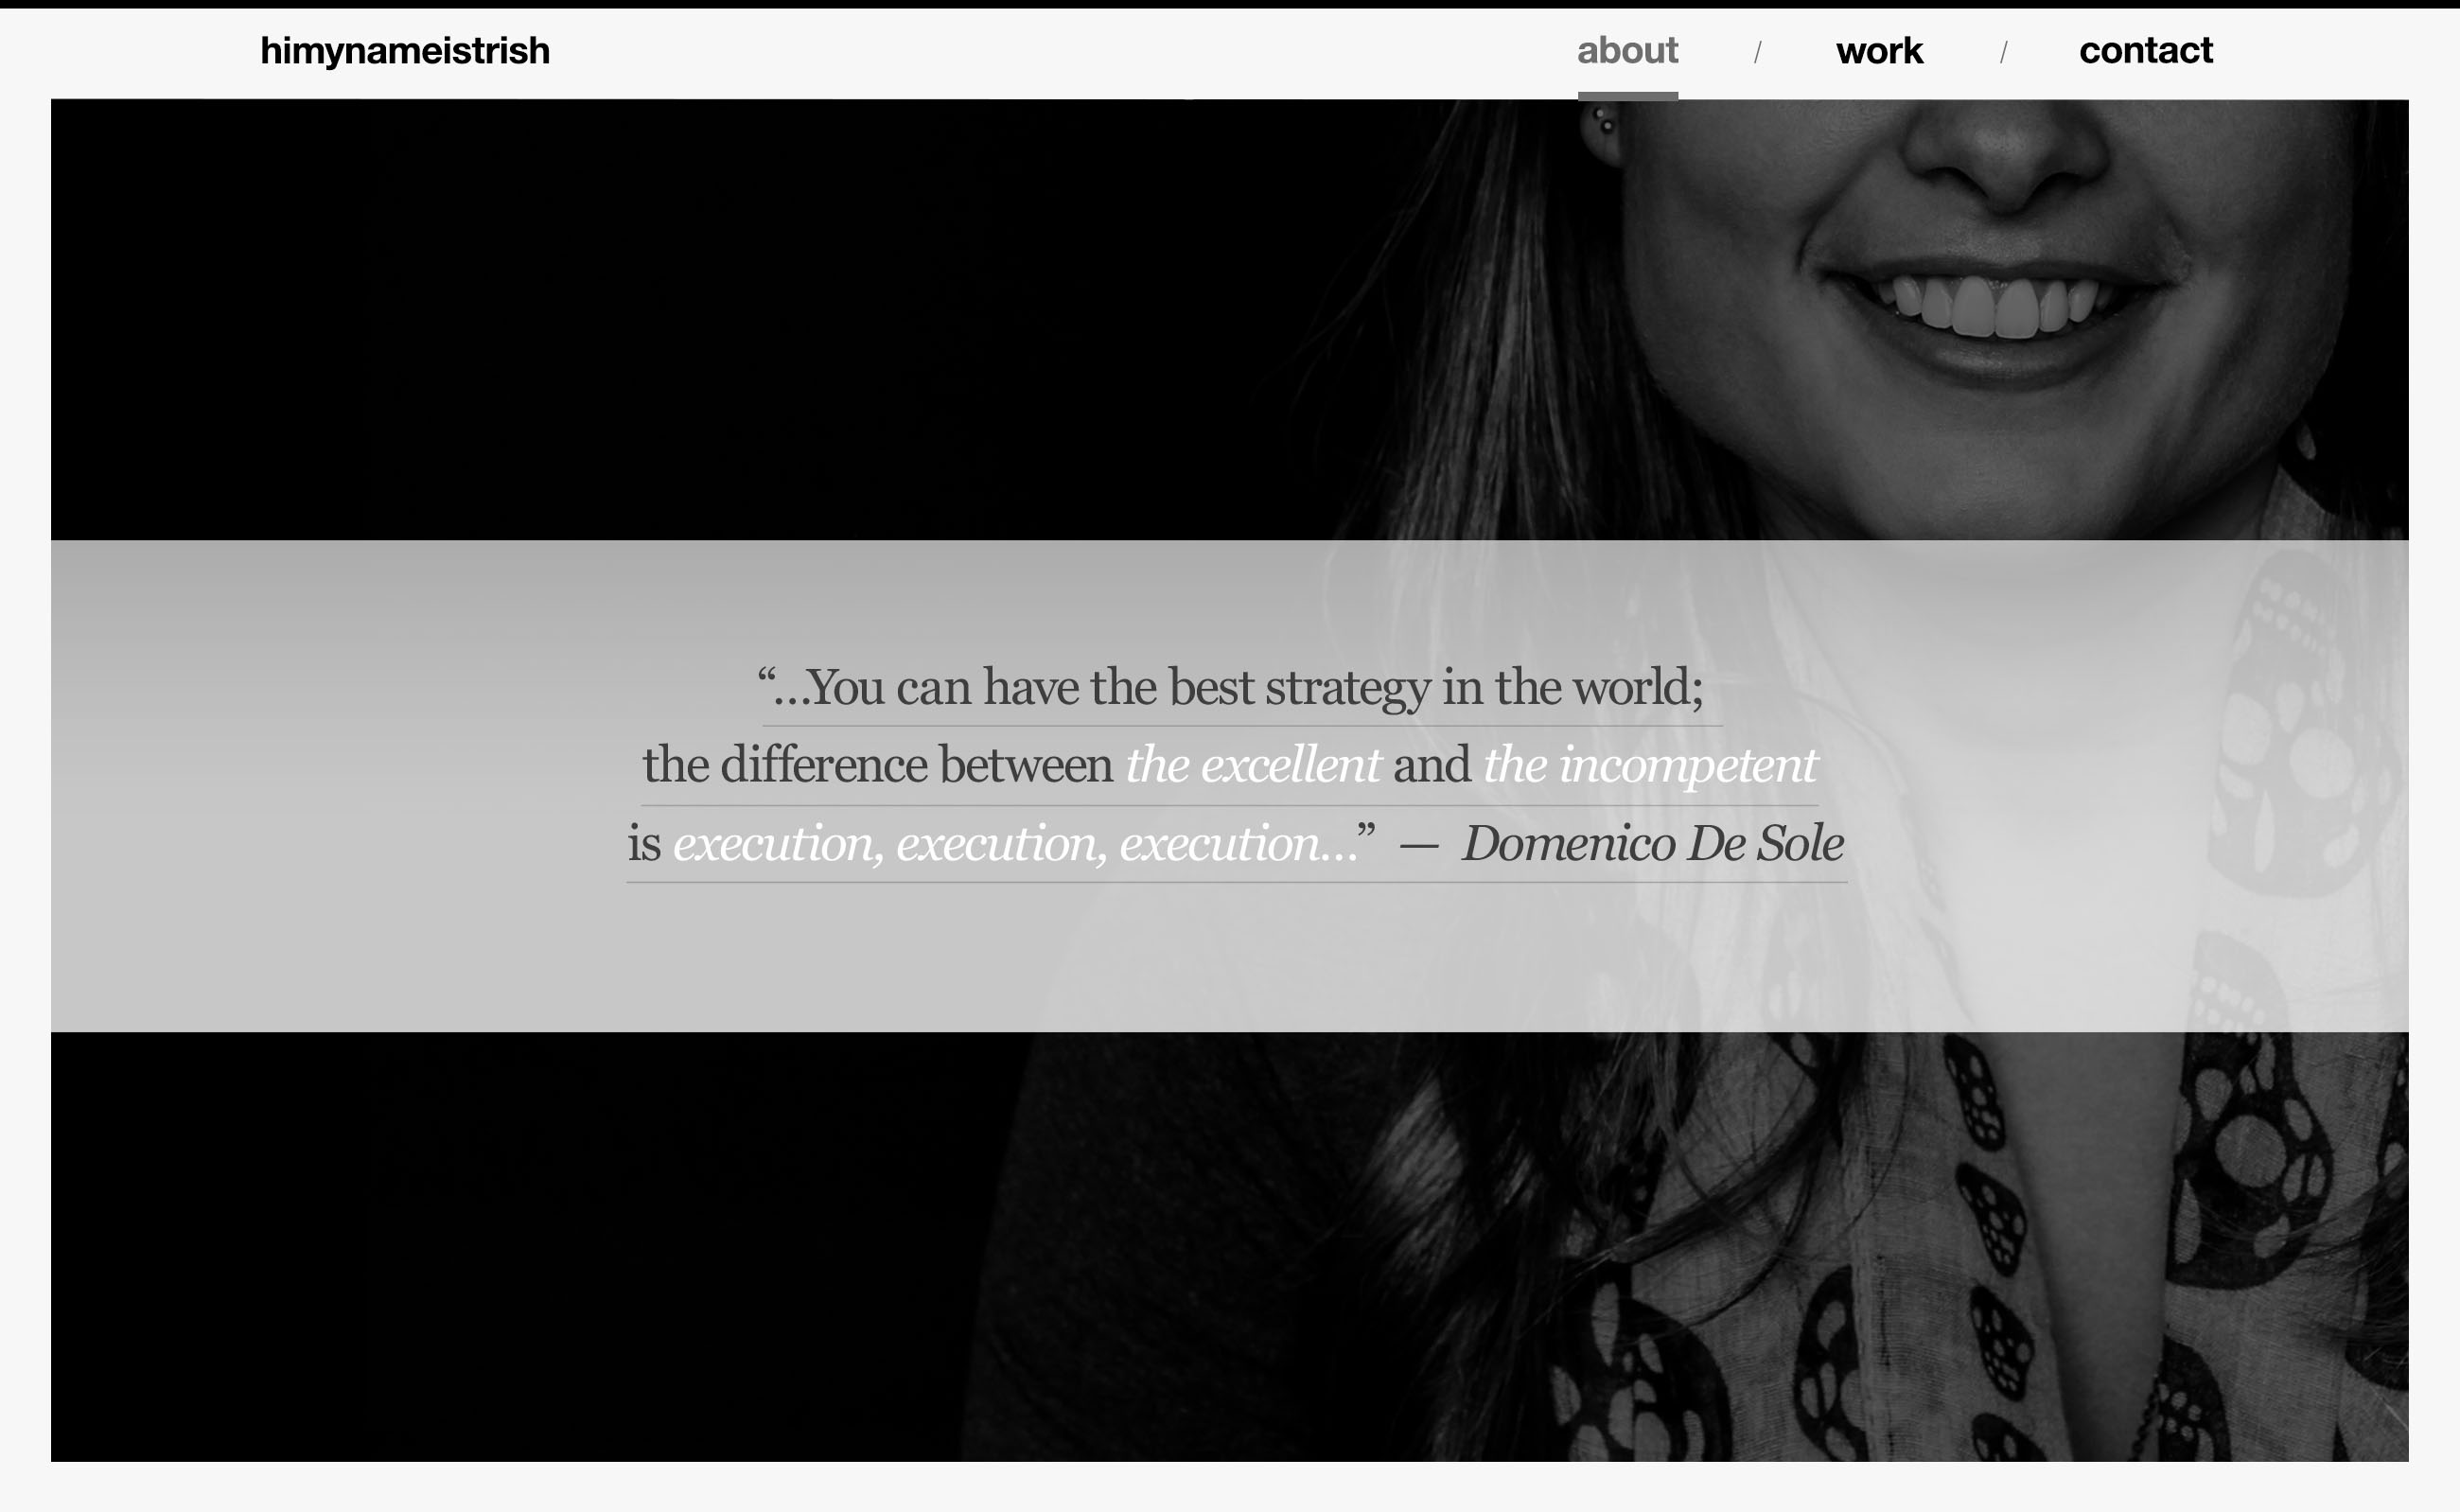 himynameistrish
about / work / contact
“…You can have the best strategy in the world;
the difference between the excellent and the incompetent
is execution, execution, execution…” — Domenico De Sole